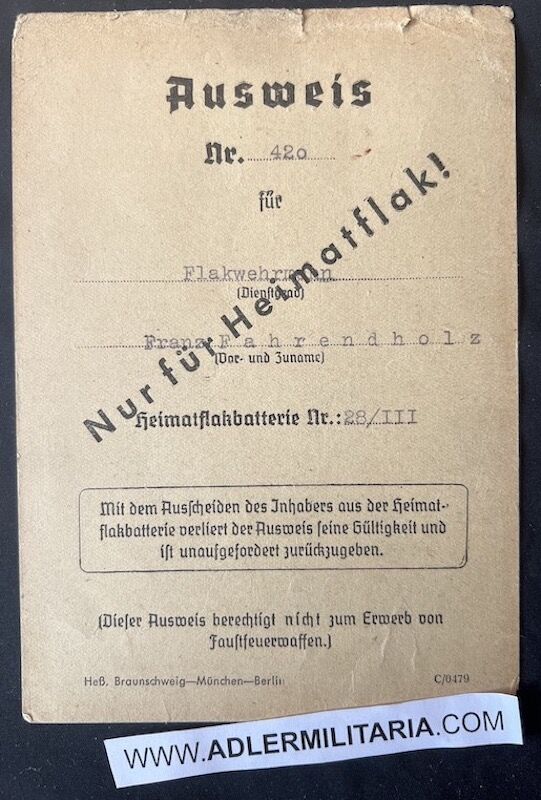 Ausweis
Nr. 420
für
Flakwehrmann
(Dienstgrad)
Franz Fahrendholz
(Vor- und Zuname)
Nur für Heimatflak!
Heimatflakbatterie Nr.: 28/III
Mit dem Ausscheiden des Inhabers aus der Heimat-
flakbatterie verliert der Ausweis seine Gültigkeit und
ist unaufgefordert zurückzugeben.
(Dieser Ausweis berechtigt nicht zum Erwerb von
Faustfeuerwaffen.)
Heß, Braunschweig—München—Berlin C/0479
WWW.ADLERMILITARIA.COM